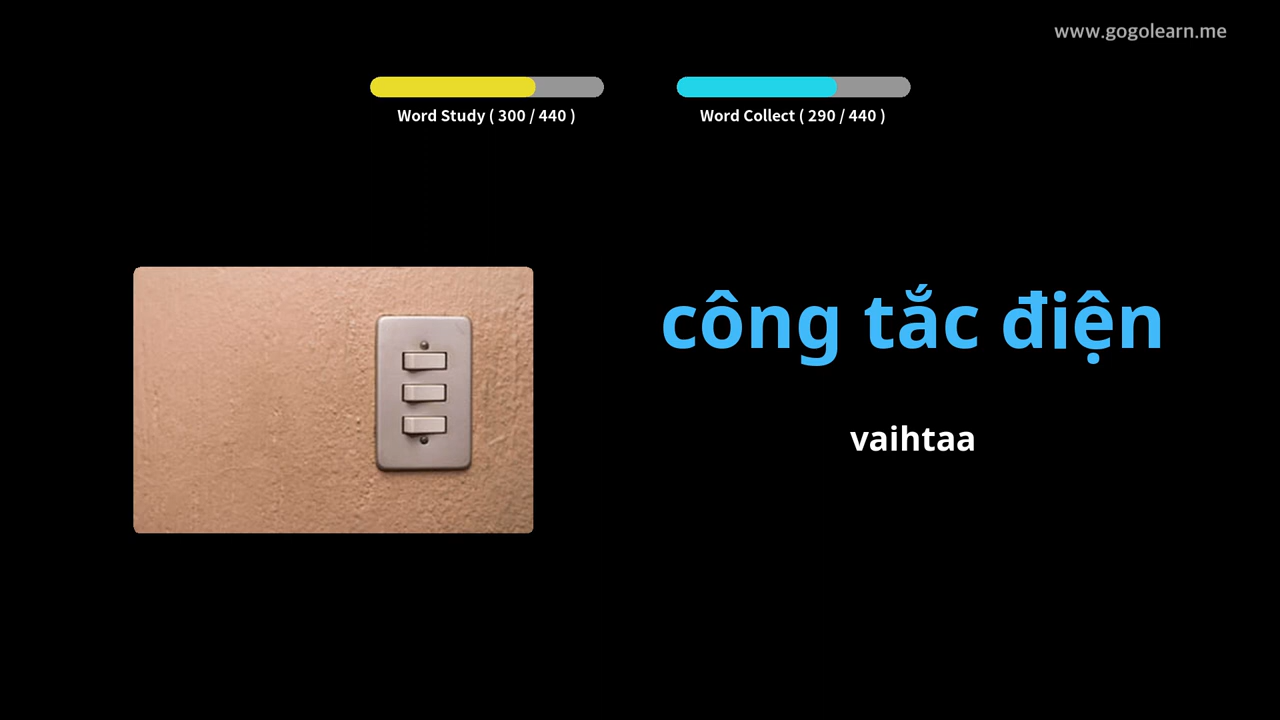 www.gogolearn.me
Word Study ( 300 / 440 )
Word Collect ( 290 / 440 )
công tắc điện
vaihtaa